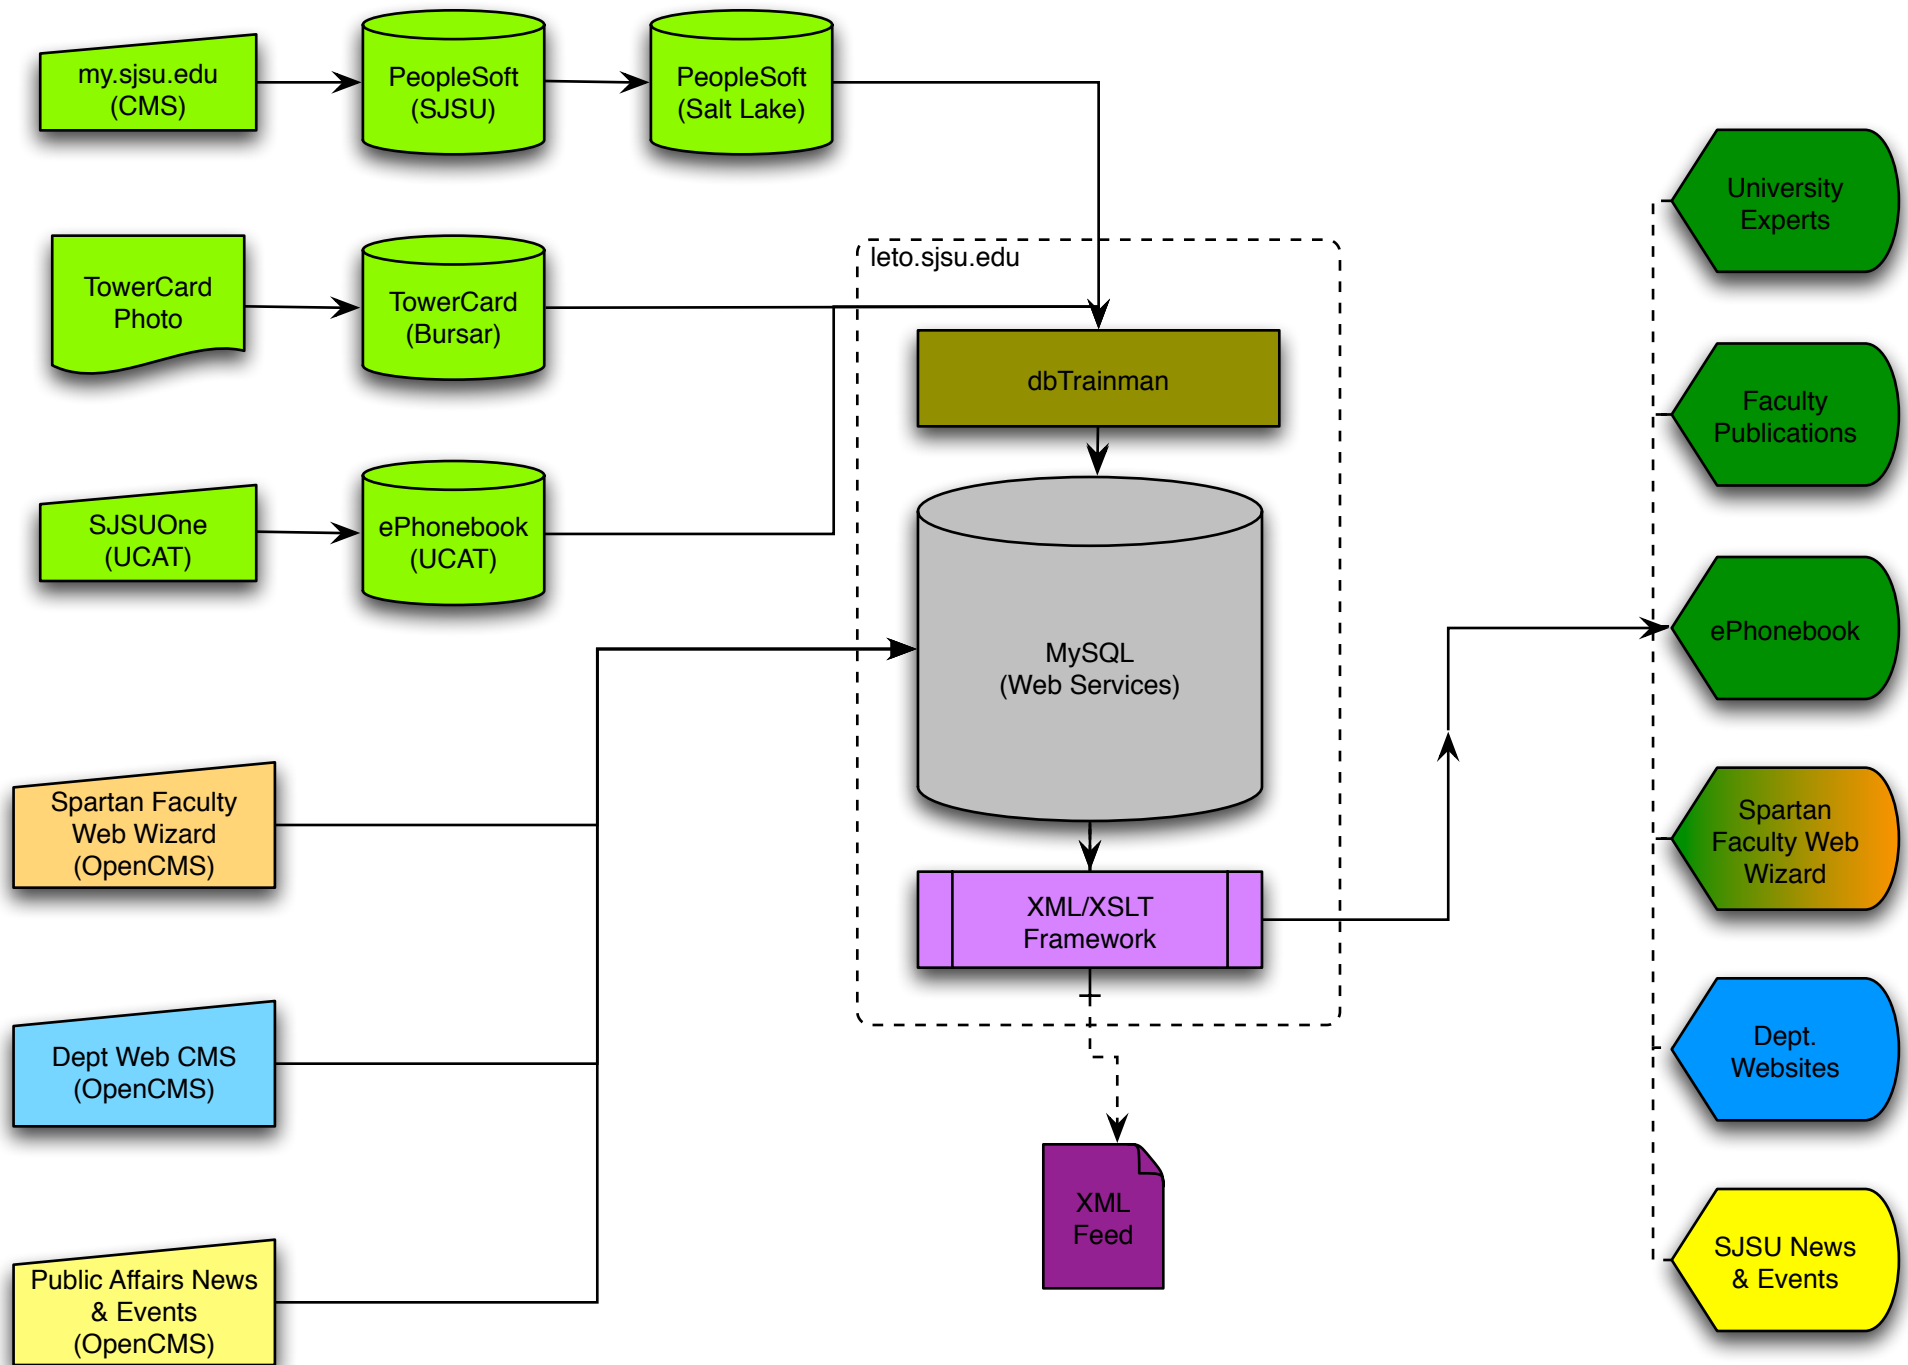 my.sjsu.edu
(CMS)
PeopleSoft
(SJSU)
PeopleSoft
(Salt Lake)
TowerCard
Photo
TowerCard
(Bursar)
SJSUOne
(UCAT)
ePhonebook
(UCAT)
Spartan Faculty
Web Wizard
(OpenCMS)
Dept Web CMS
(OpenCMS)
Public Affairs News
& Events
(OpenCMS)
leto.sjsu.edu
dbTrainman
MySQL
(Web Services)
XML/XSLT
Framework
XML
Feed
University
Experts
Faculty
Publications
ePhonebook
Spartan
Faculty Web
Wizard
Dept.
Websites
SJSU News
& Events